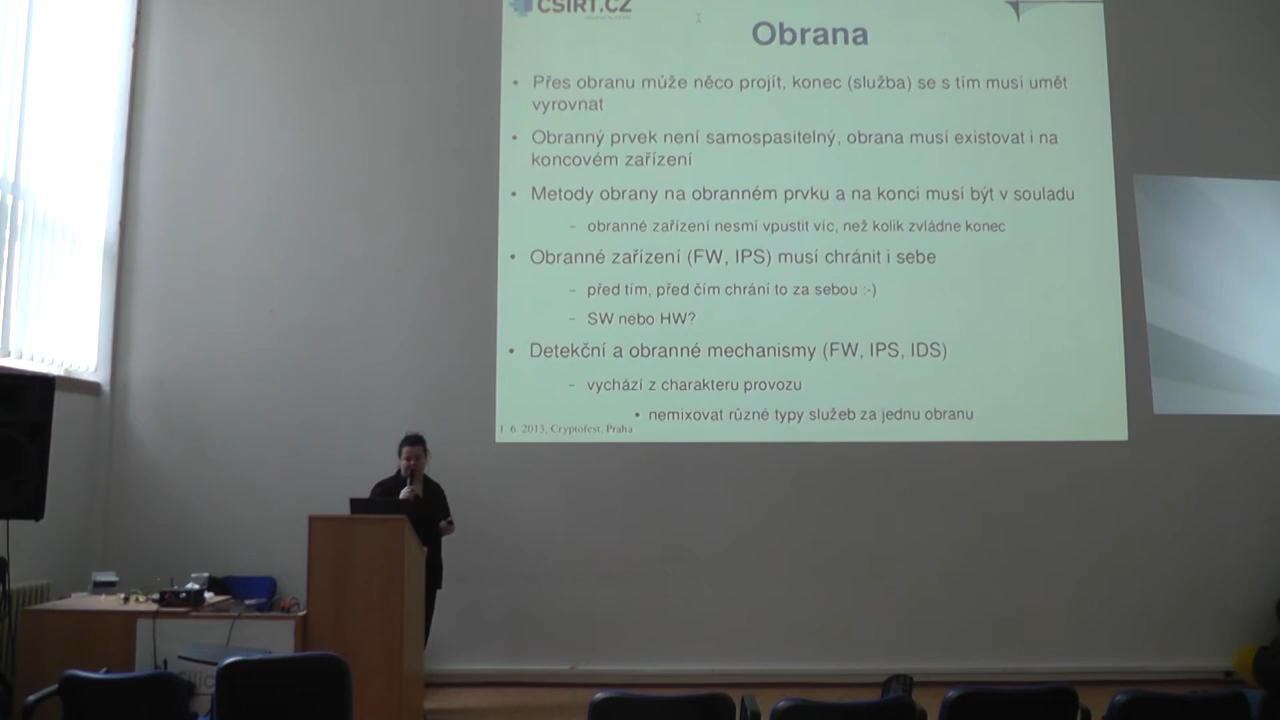 CSIRT.CZ
Obrana
• Přes obranu může něco projít, konec (služba) se s tím musí umět
vyrovnat
• Obranný prvek není samospasitelný, obrana musí existovat i na
koncovém zařízení
• Metody obrany na obranném prvku a na konci musí být v souladu
– obranné zařízení nesmí vpustit víc, než kolik zvládne konec
• Obranné zařízení (FW, IPS) musí chránit i sebe
– před tím, před čím chrání to za sebou :-)
– SW nebo HW?
• Detekční a obranné mechanismy (FW, IPS, IDS)
– vychází z charakteru provozu
• nemixovat různé typy služeb za jednu obranu
1. 6. 2013, Cryptofest, Praha